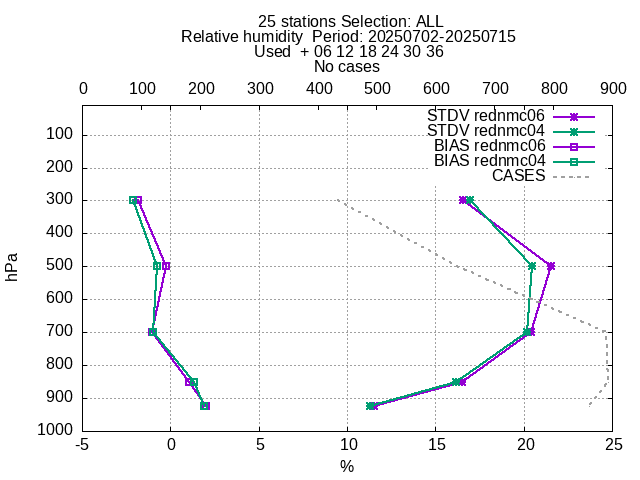 25 stations Selection: ALL
Relative humidity  Period: 20250702-20250715
Used  + 06 12 18 24 30 36
No cases
0 100 200 300 400 500 600 700 800 900
STDV rednmc06
STDV rednmc04
BIAS rednmc06
BIAS rednmc04
CASES
100
200
300
400
500
600
700
800
900
1000
hPa
-5 0 5 10 15 20 25
%